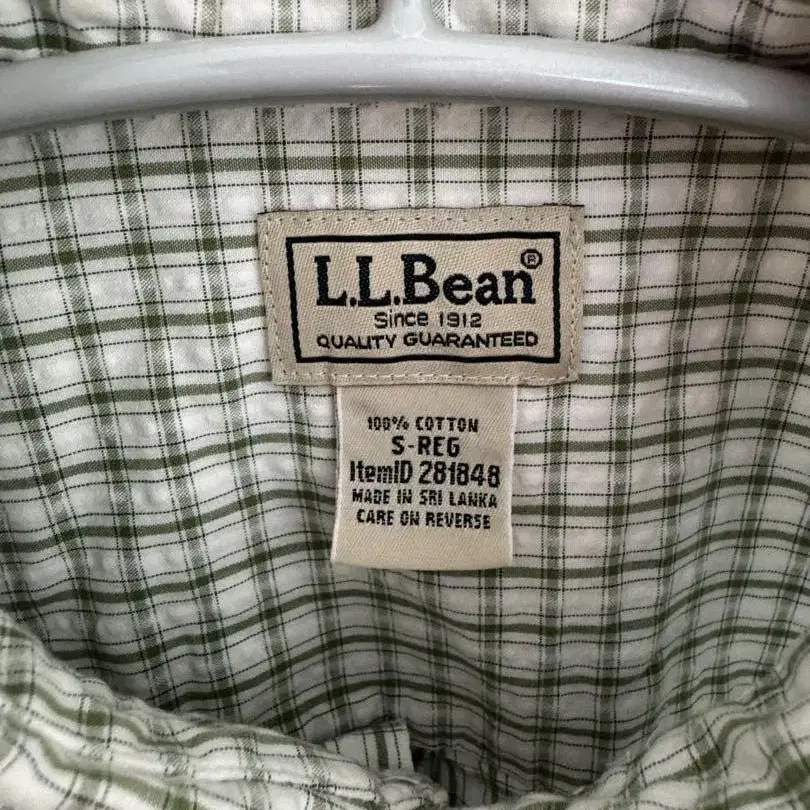 L.L.Bean®
Since 1912
QUALITY GUARANTEED
100% COTTON
S-REG
ItemID 281848
MADE IN SRI LANKA
CARE ON REVERSE